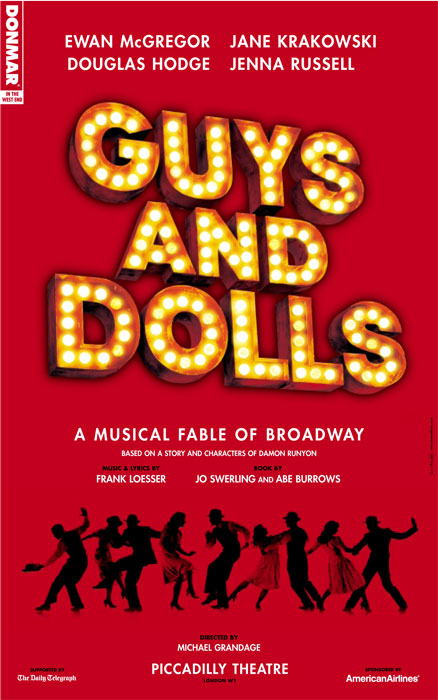 DONMAR
IN THE
WEST END
EWAN McGREGOR JANE KRAKOWSKI
DOUGLAS HODGE JENNA RUSSELL
GUYS
AND
DOLLS
A MUSICAL FABLE OF BROADWAY
BASED ON A STORY AND CHARACTERS OF DAMON RUNYON
MUSIC & LYRICS BY BOOK BY
FRANK LOESSER JO SWERLING AND ABE BURROWS
DIRECTED BY
MICHAEL GRANDAGE
SUPPORTED BY PICCADILLY THEATRE SPONSORED BY
The Daily Telegraph LONDON W1 AmericanAirlines